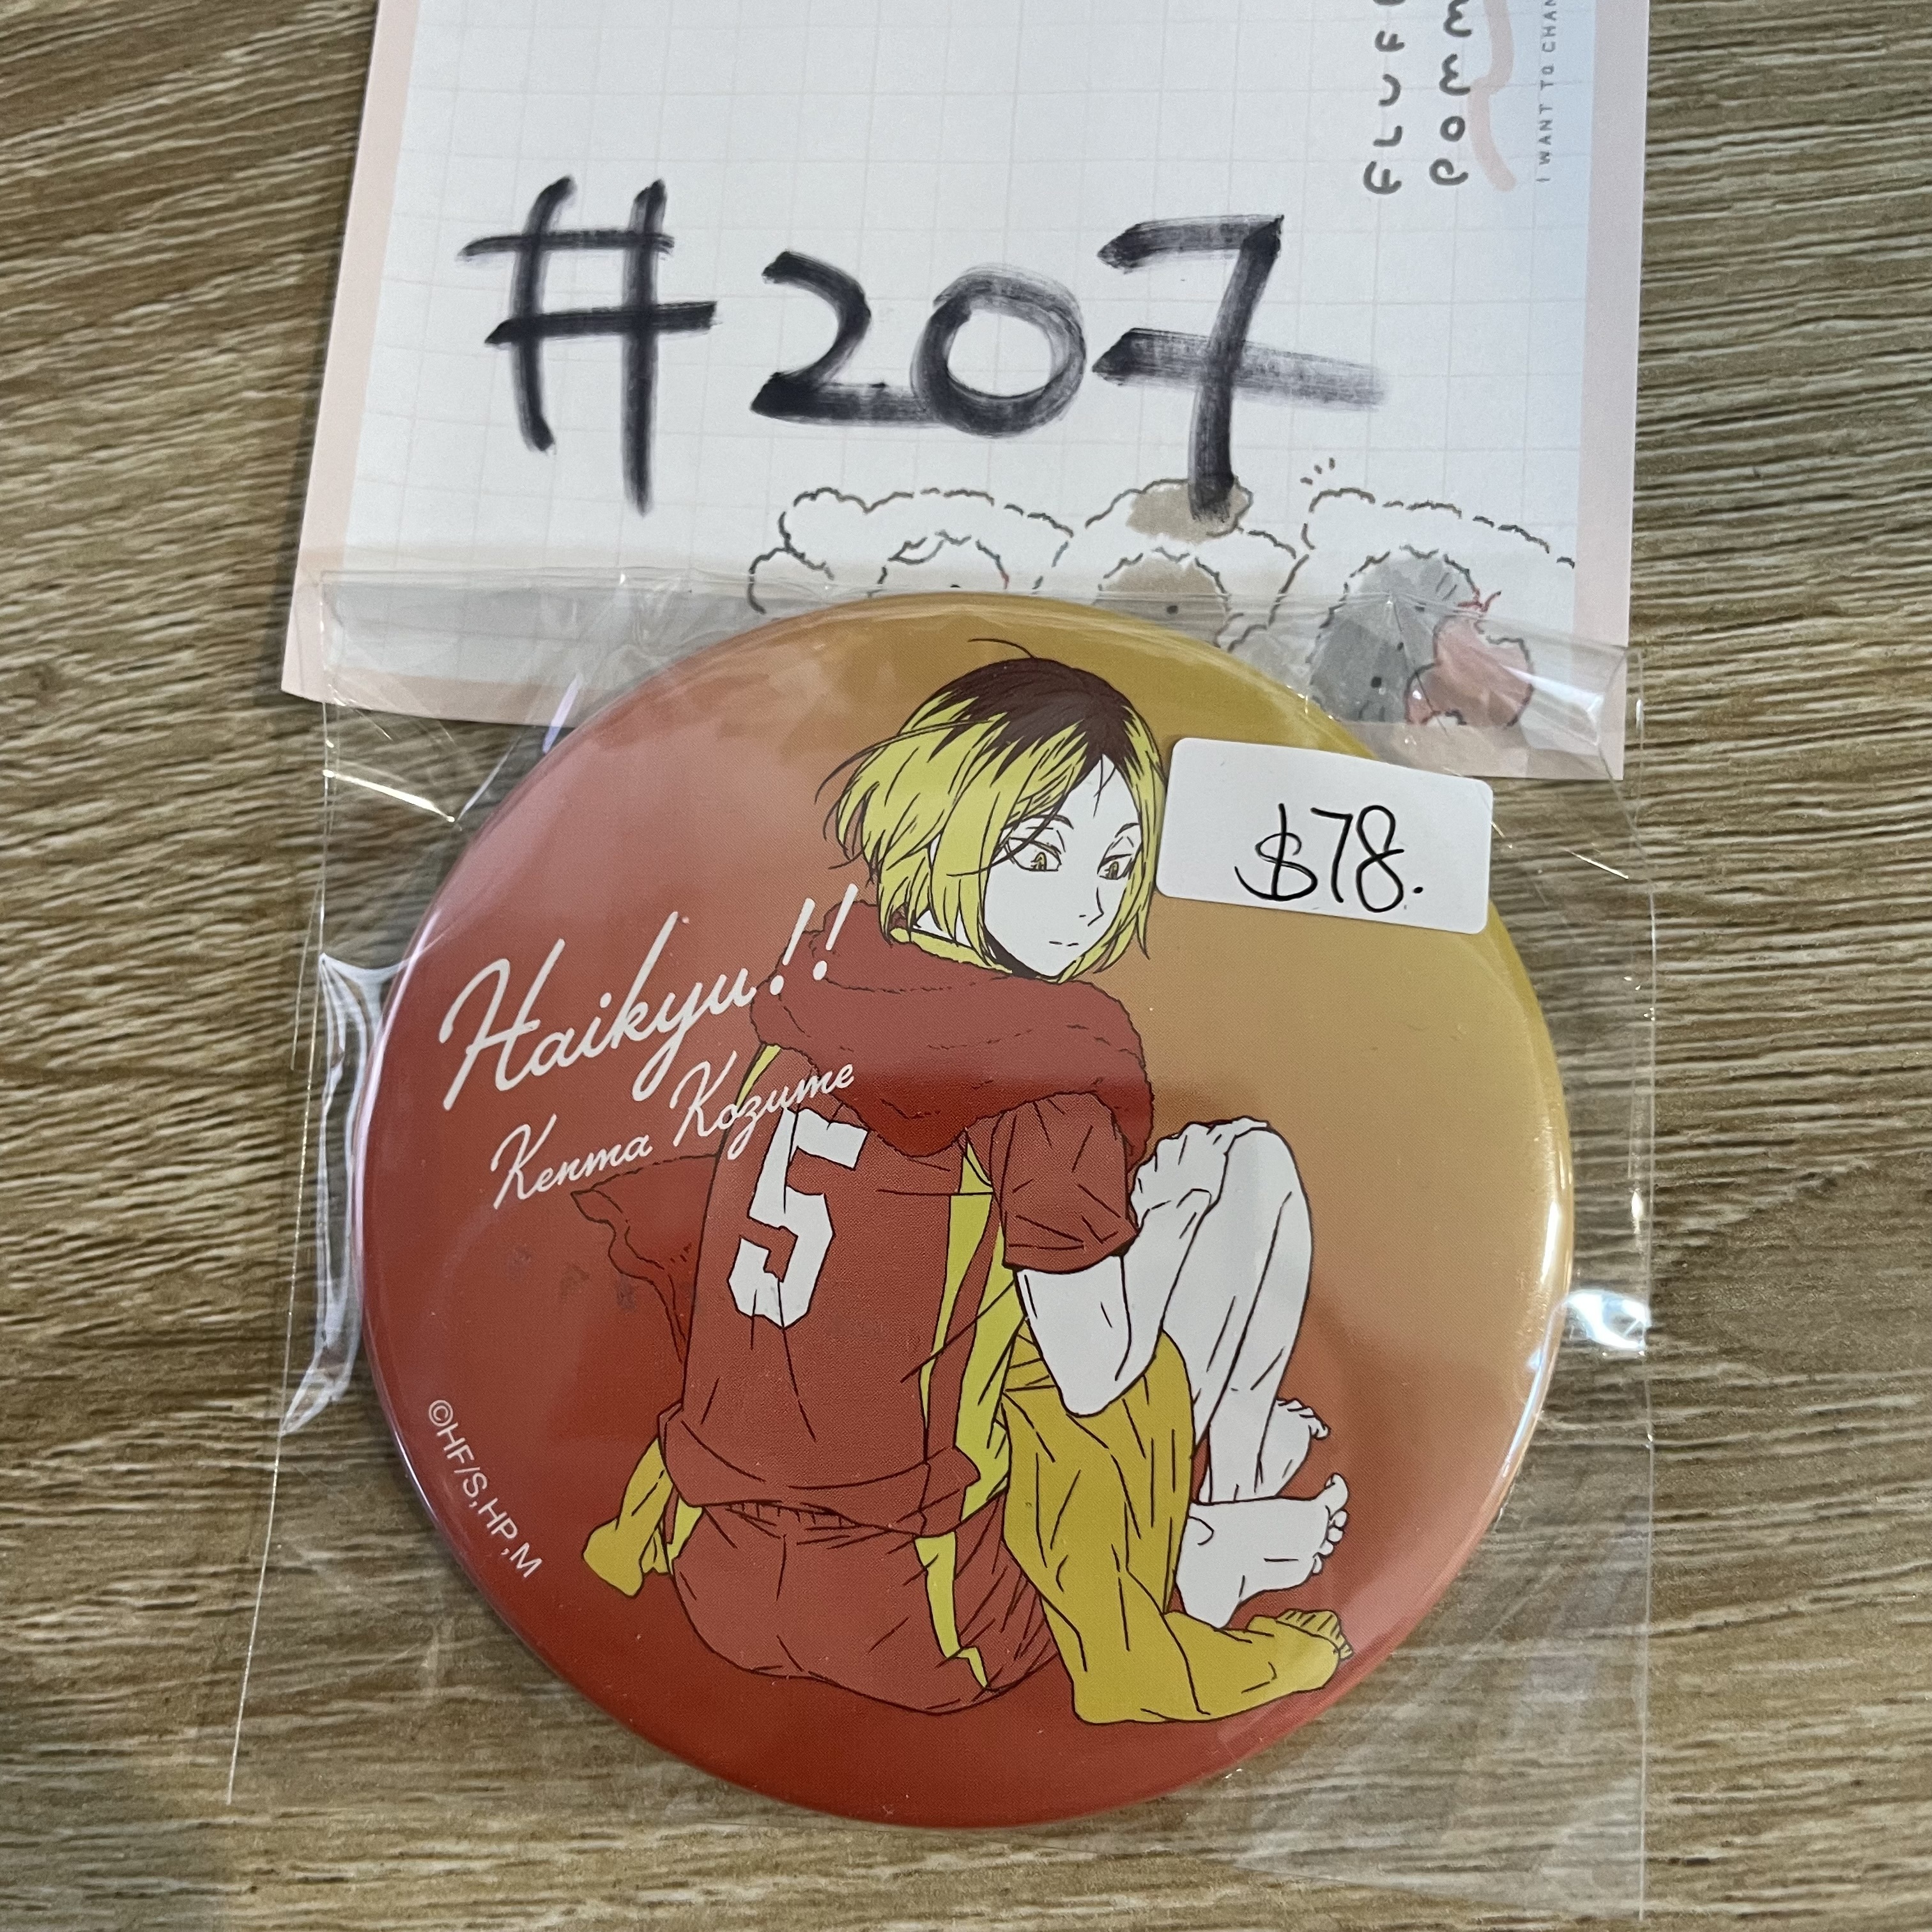 I WANT TO CHAN
#207
$78.
Haikyu!!
Kenma Kozume
5
©HF/S,HP,M